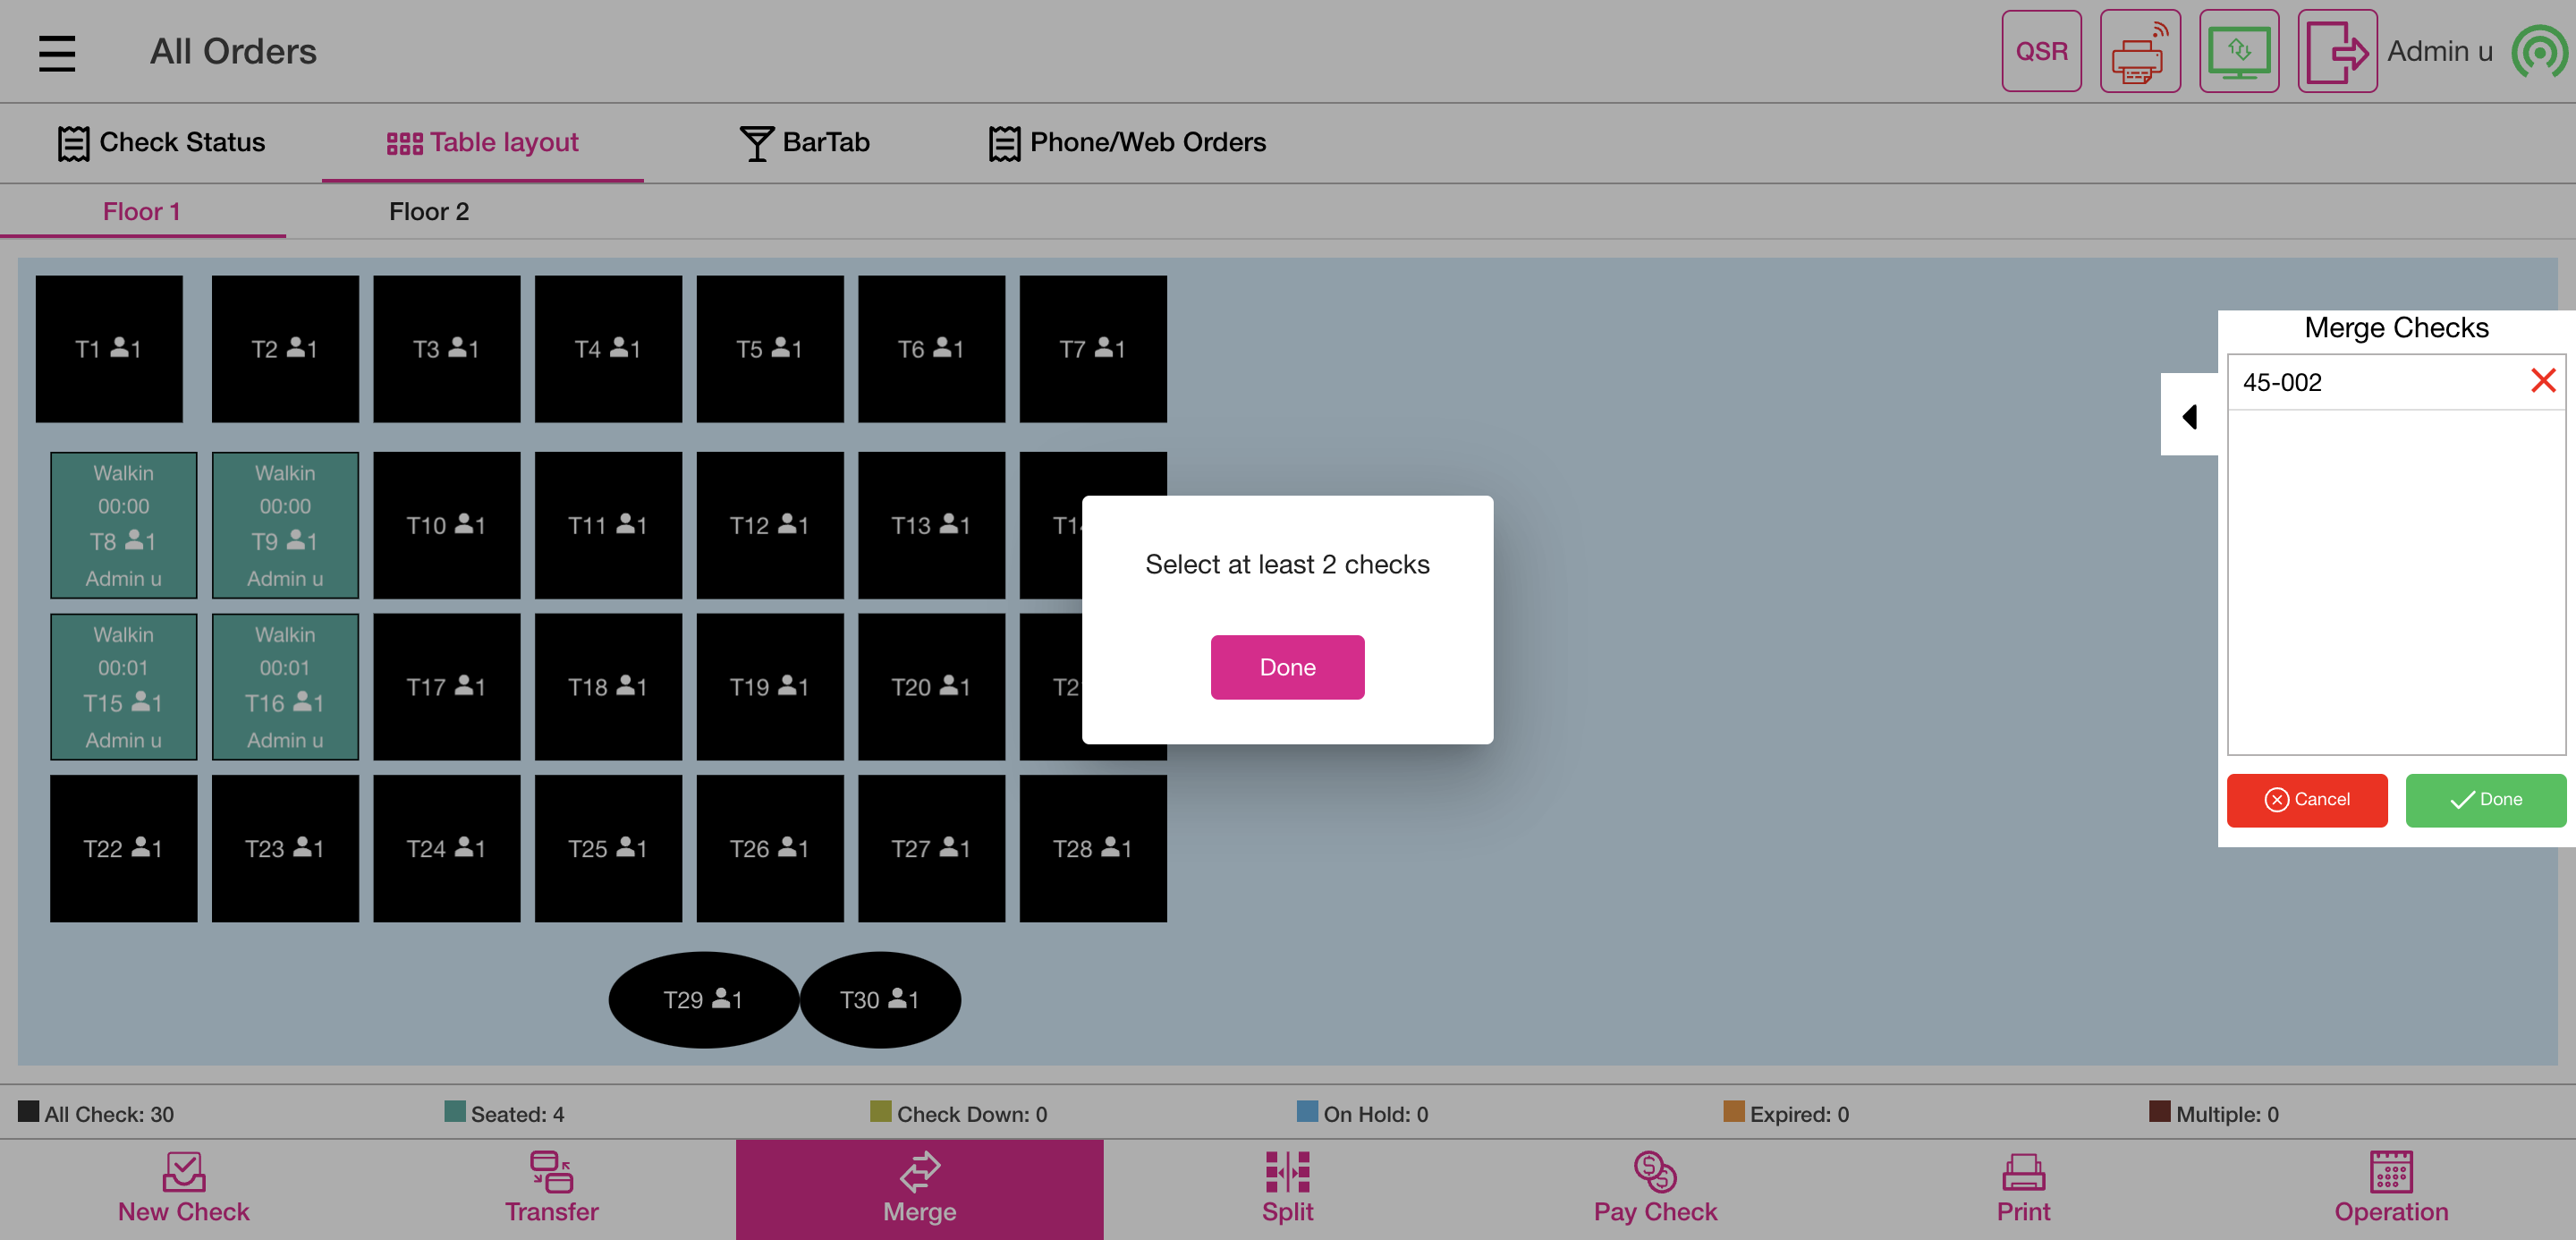 All Orders
QSR
Admin u
Check Status
Table layout
BarTab
Phone/Web Orders
Floor 1
Floor 2
T1 1
T2 1
T3 1
T4 1
T5 1
T6 1
T7 1
Walkin
00:00
T8 1
Admin u
Walkin
00:00
T9 1
Admin u
T10 1
T11 1
T12 1
T13 1
Walkin
00:01
T15 1
Admin u
Walkin
00:01
T16 1
Admin u
T17 1
T18 1
T19 1
T20 1
T22 1
T23 1
T24 1
T25 1
T26 1
T27 1
T28 1
T29 1
T30 1
Select at least 2 checks
Done
Merge Checks
45-002
Cancel
Done
All Check: 30
Seated: 4
Check Down: 0
On Hold: 0
Expired: 0
Multiple: 0
New Check
Transfer
Merge
Split
Pay Check
Print
Operation